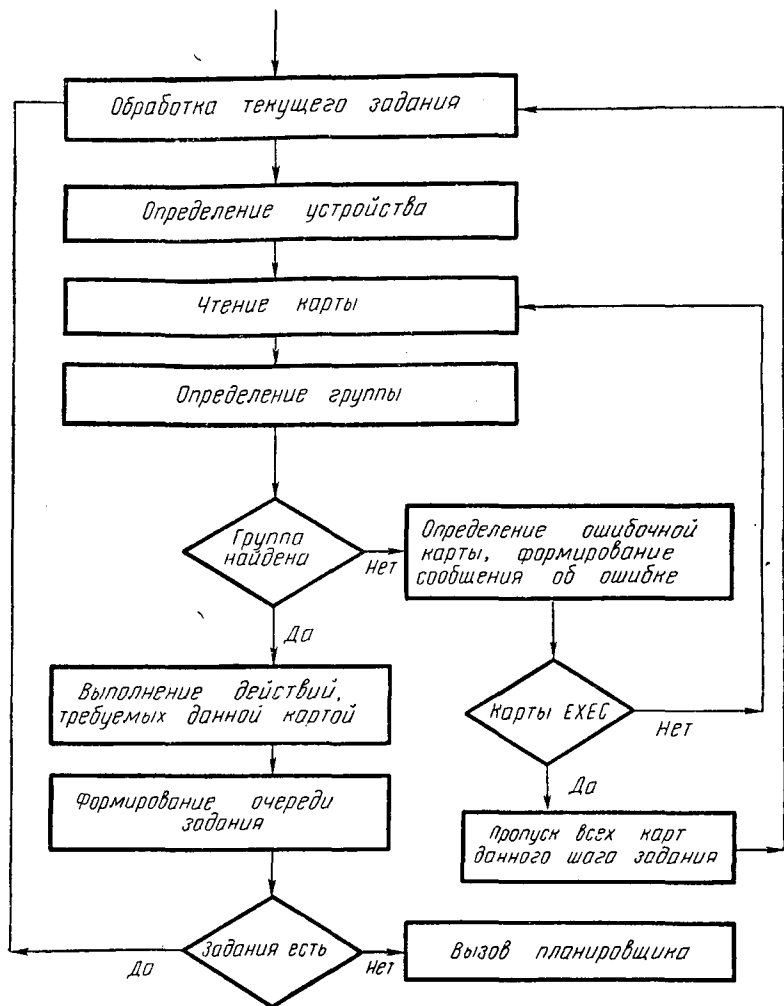 Обработка текущего задания
Определение устройства
Чтение карты
Определение группы
Группа
найдена
Нет
Определение ошибочной
карты, формирование
сообщения об ошибке
Да
Выполнение действий,
требуемых данной картой
Карты EXEC
Нет
Да
Формирование очереди
задания
Пропуск всех карт
данного шага задания
Задания есть
Да
Нет
Вызов планировщика